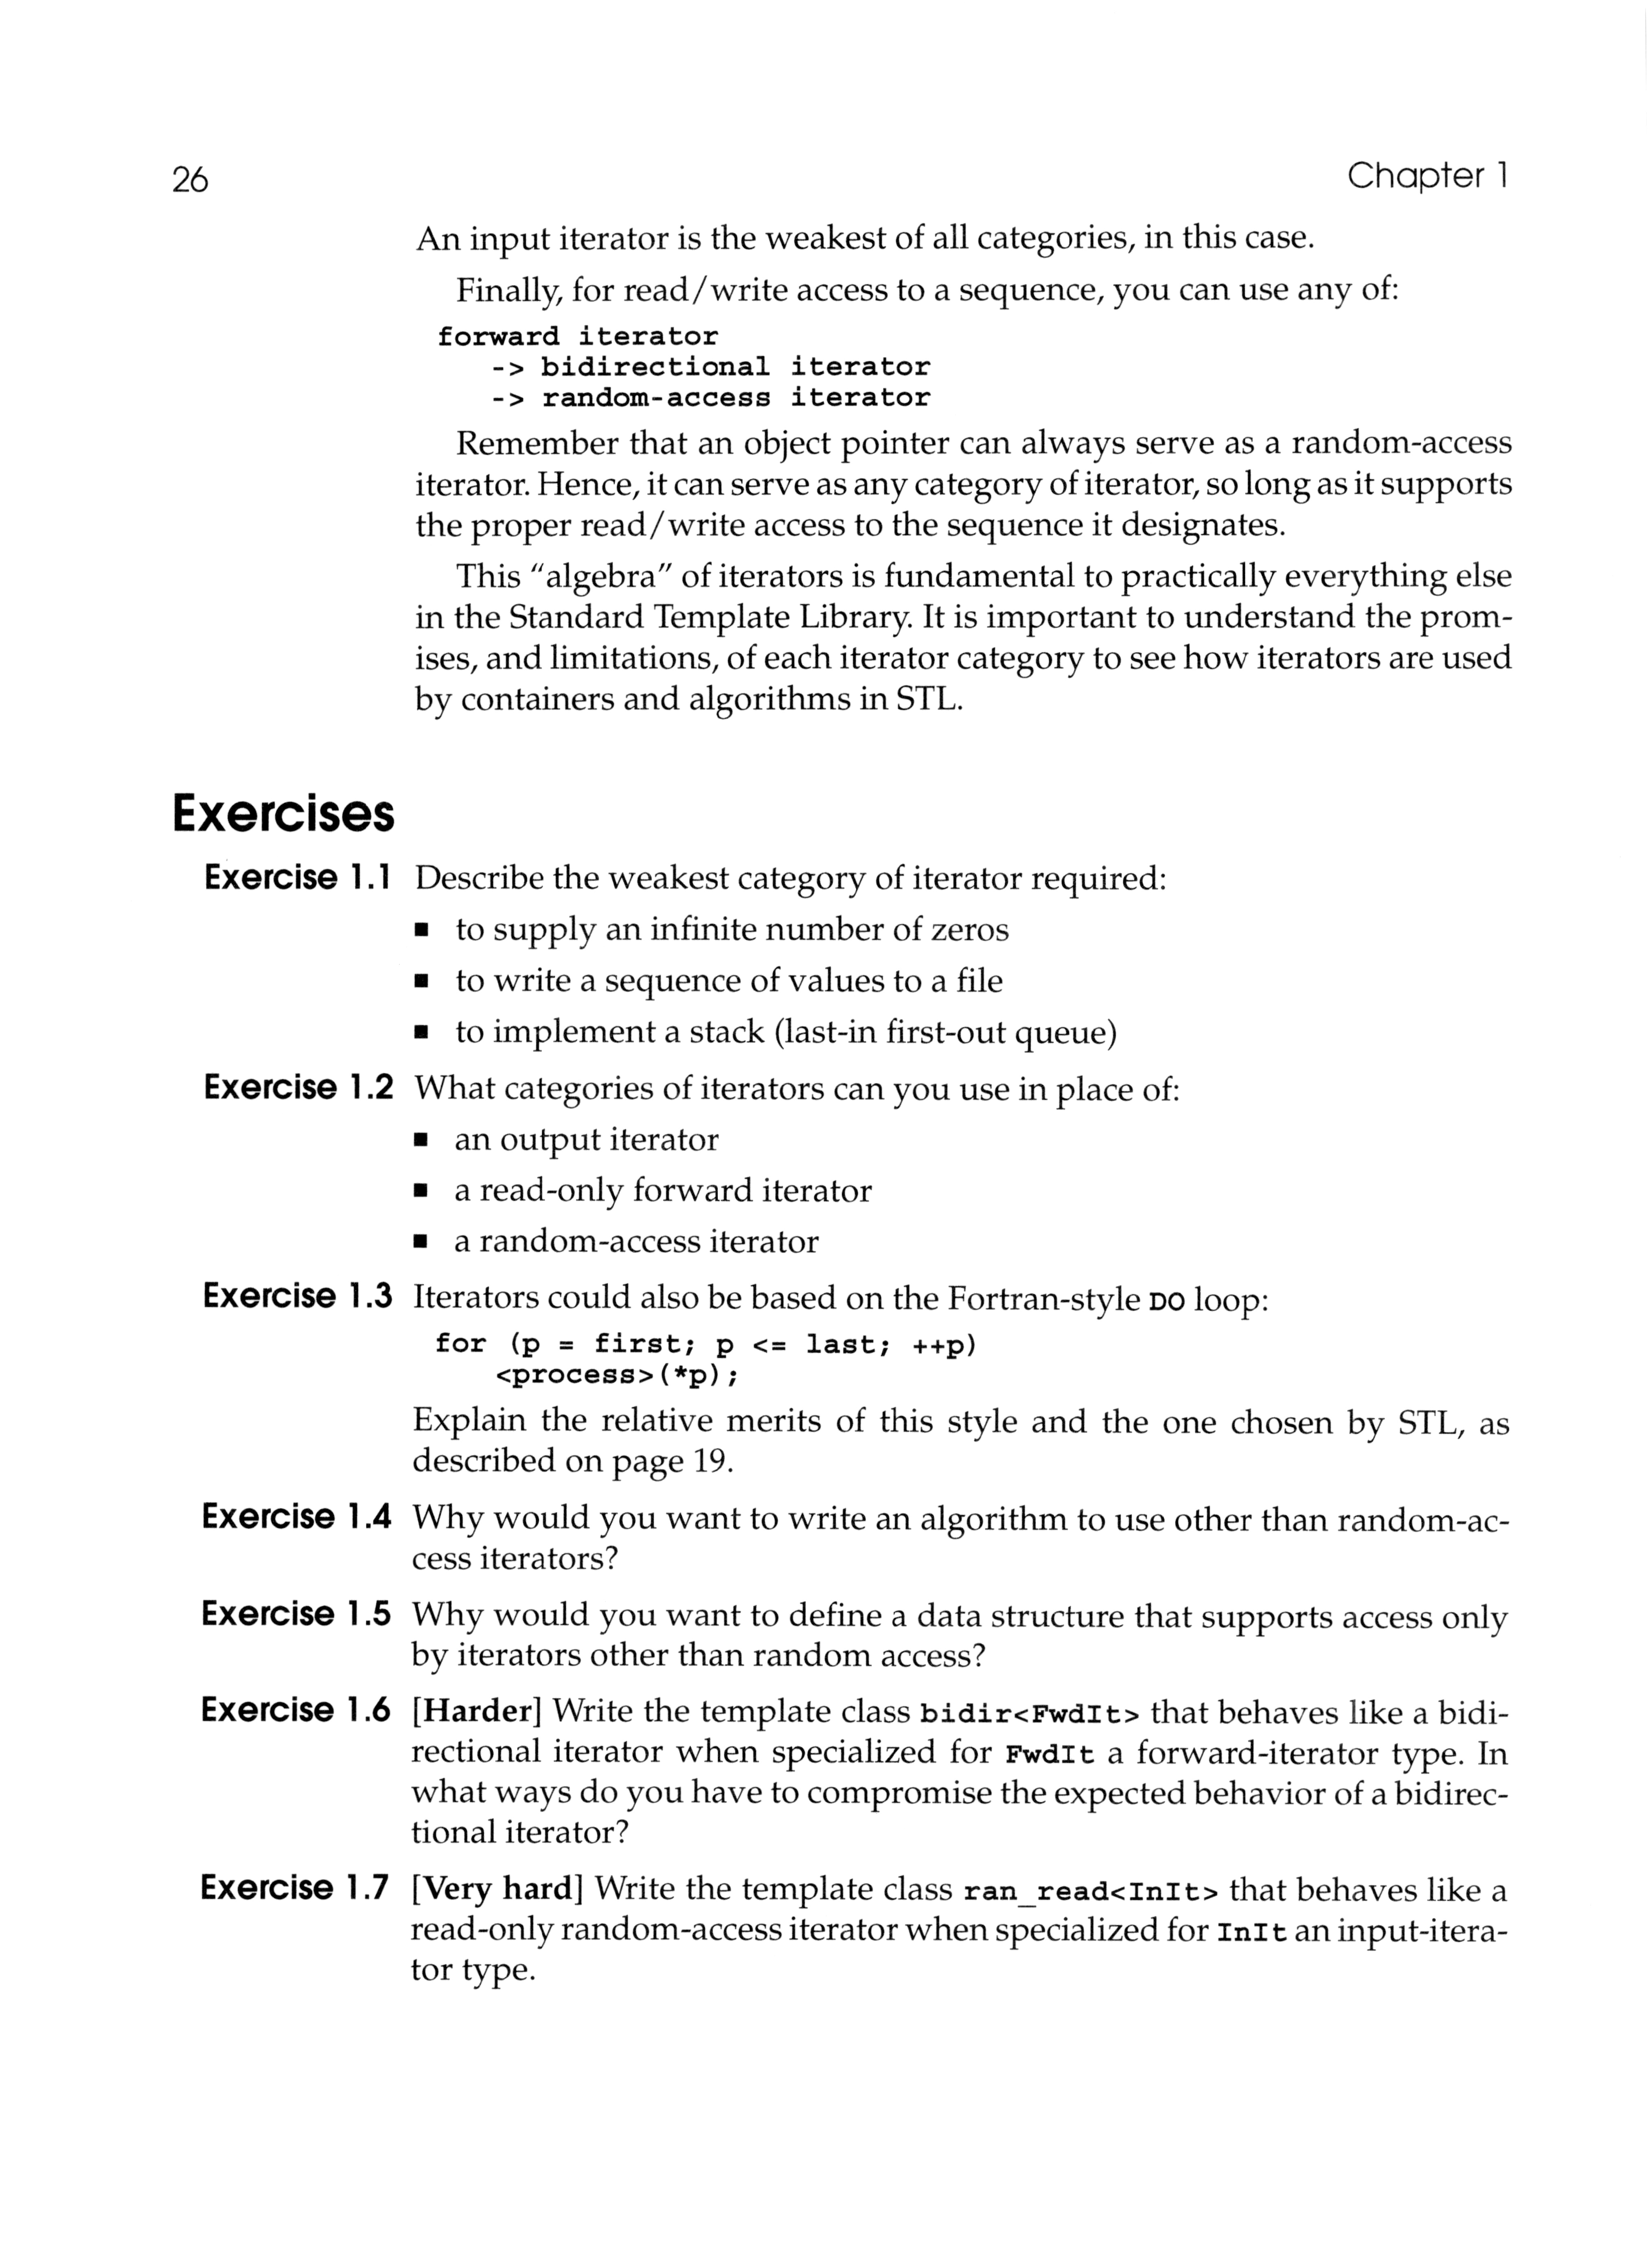 26
Chapter 1
An input iterator is the weakest of all categories, in this case.
Finally, for read/write access to a sequence, you can use any of:
forward iterator
-> bidirectional iterator
-> random-access iterator
Remember that an object pointer can always serve as a random-access
iterator. Hence, it can serve as any category of iterator, so long as it supports
the proper read/write access to the sequence it designates.
This "algebra" of iterators is fundamental to practically everything else
in the Standard Template Library. It is important to understand the prom-
ises, and limitations, of each iterator category to see how iterators are used
by containers and algorithms in STL.
Exercises
Exercise 1.1 Describe the weakest category of iterator required:
■ to supply an infinite number of zeros
■ to write a sequence of values to a file
■ to implement a stack (last-in first-out queue)
Exercise 1.2 What categories of iterators can you use in place of:
■ an output iterator
■ a read-only forward iterator
■ a random-access iterator
Exercise 1.3 Iterators could also be based on the Fortran-style DO loop:
for (p = first; p <= last; ++p)
<process>(*p);
Explain the relative merits of this style and the one chosen by STL, as
described on page 19.
Exercise 1.4 Why would you want to write an algorithm to use other than random-ac-
cess iterators?
Exercise 1.5 Why would you want to define a data structure that supports access only
by iterators other than random access?
Exercise 1.6 [Harder] Write the template class bidir<FwdIt> that behaves like a bidi-
rectional iterator when specialized for FwdIt a forward-iterator type. In
what ways do you have to compromise the expected behavior of a bidirec-
tional iterator?
Exercise 1.7 [Very hard] Write the template class ran_read<InIt> that behaves like a
read-only random-access iterator when specialized for InIt an input-itera-
tor type.